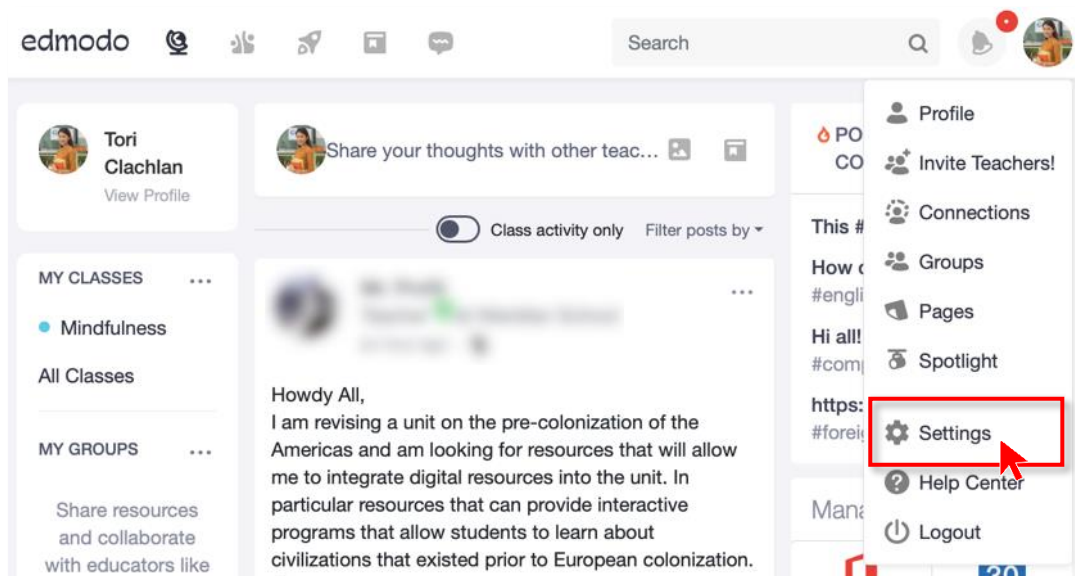 edmodo
Search
Tori
Clachlan
View Profile
Share your thoughts with other teac...
Class activity only
Filter posts by
MY CLASSES
Mindfulness
All Classes
MY GROUPS
Share resources
and collaborate
with educators like
Howdy All,
I am revising a unit on the pre-colonization of the
Americas and am looking for resources that will allow
me to integrate digital resources into the unit. In
particular resources that can provide interactive
programs that allow students to learn about
civilizations that existed prior to European colonization.
PO
CO
This #
How
#engli
Hi all!
#com
https:
#forei
Mana
30
Profile
Invite Teachers!
Connections
Groups
Pages
Spotlight
Settings
Help Center
Logout